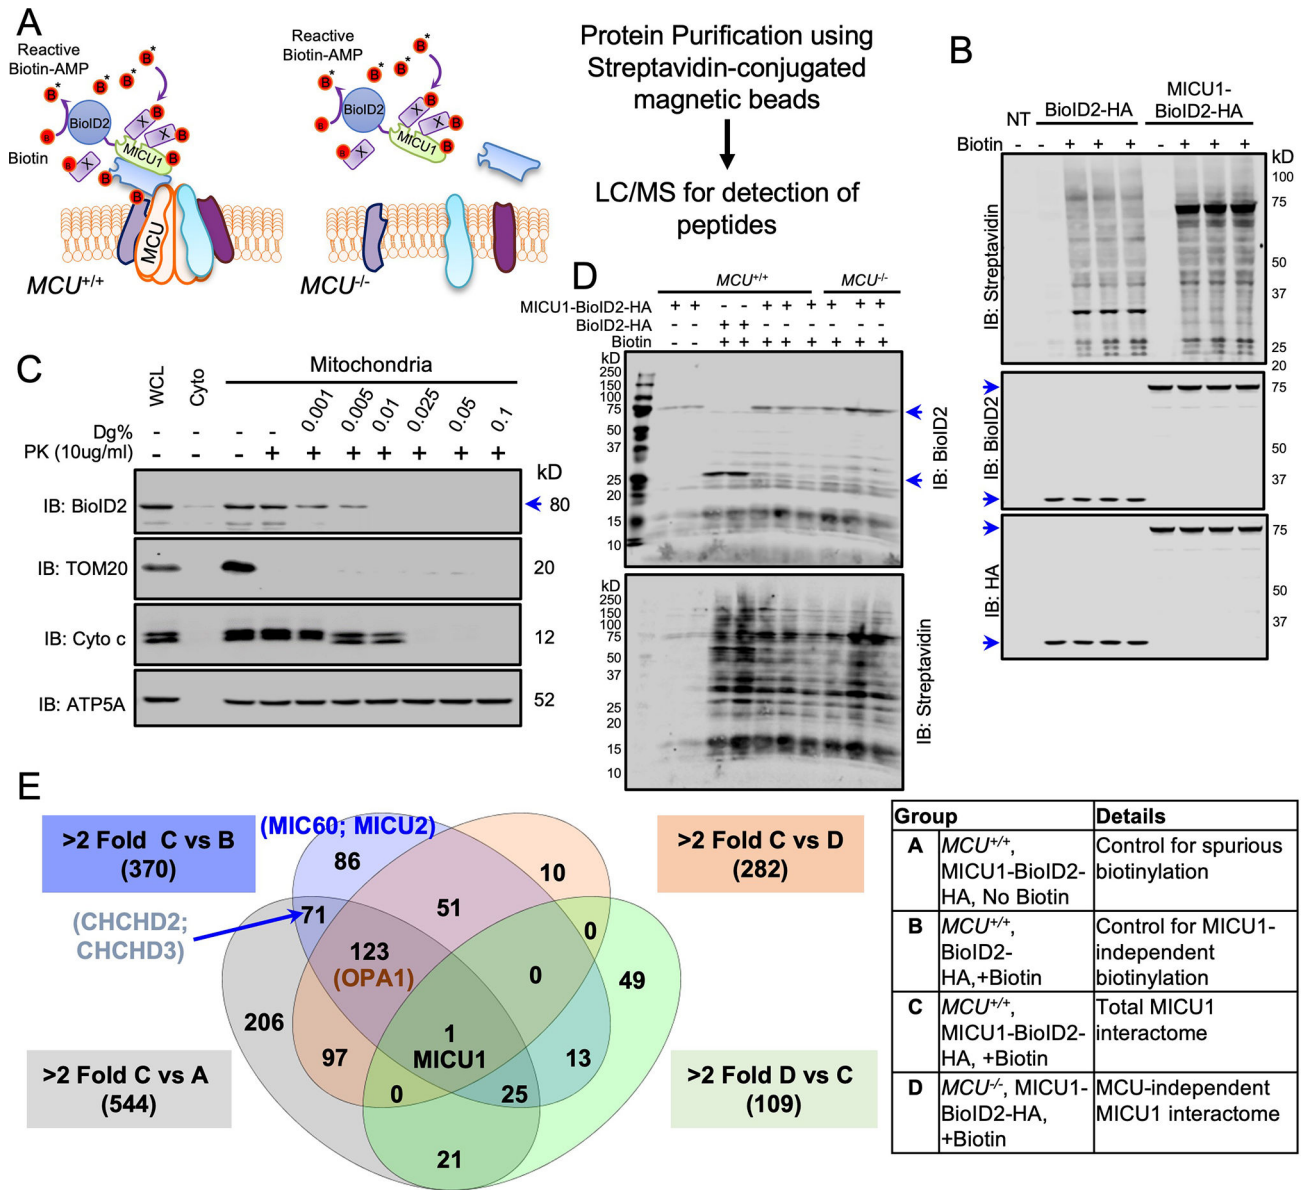 A
Reactive
Biotin-AMP
B* B* B* B*
B
BioID2
X
X
X
B
B
B
B
MICU1
Biotin
B
B
MCU
MCU+/+
Reactive
Biotin-AMP
B* B* B* B*
B
BioID2
X
X
X
B
B
B
B
MICU1
MCU-/-
Protein Purification using
Streptavidin-conjugated
magnetic beads
LC/MS for detection of
peptides
B
NT BioID2-HA MICU1-
BioID2-HA
Biotin - - + + + - + + +
kD
100
75
50
37
25
20
IB: Streptavidin
75
50
37
IB: BioID2
75
50
37
IB: HA
C
WCL Cyto Mitochondria
Dg% - - - - 0.001 0.005 0.01 0.025 0.05 0.1
PK (10ug/ml) - - - + + + + + + +
kD
IB: BioID2 80
IB: TOM20 20
IB: Cyto c 12
IB: ATP5A 52
D
MCU+/+ MCU-/-
MICU1-BioID2-HA + + - - + + + + + +
BioID2-HA - - + + - - - - - -
Biotin - - + + + + + + + +
kD
250
150
100
75
50
37
25
20
15
10
IB: BioID2
kD
250
150
100
75
50
37
25
20
15
10
IB: Streptavidin
E
>2 Fold C vs B
(370)
(MIC60; MICU2)
>2 Fold C vs D
(282)
(CHCHD2;
CHCHD3)
86
10
71
51
0
123
(OPA1)
0
49
206
1
MICU1
97
13
0
25
21
>2 Fold C vs A
(544)
>2 Fold D vs C
(109)
Group Details
A MCU+/+, Control for spurious
MICU1-BioID2- biotinylation
HA, No Biotin
B MCU+/+, Control for MICU1-
BioID2- independent
HA,+Biotin biotinylation
C MCU+/+, Total MICU1
MICU1-BioID2- interactome
HA, +Biotin
D MCU-/-, MICU1- MCU-independent
BioID2-HA, MICU1 interactome
+Biotin